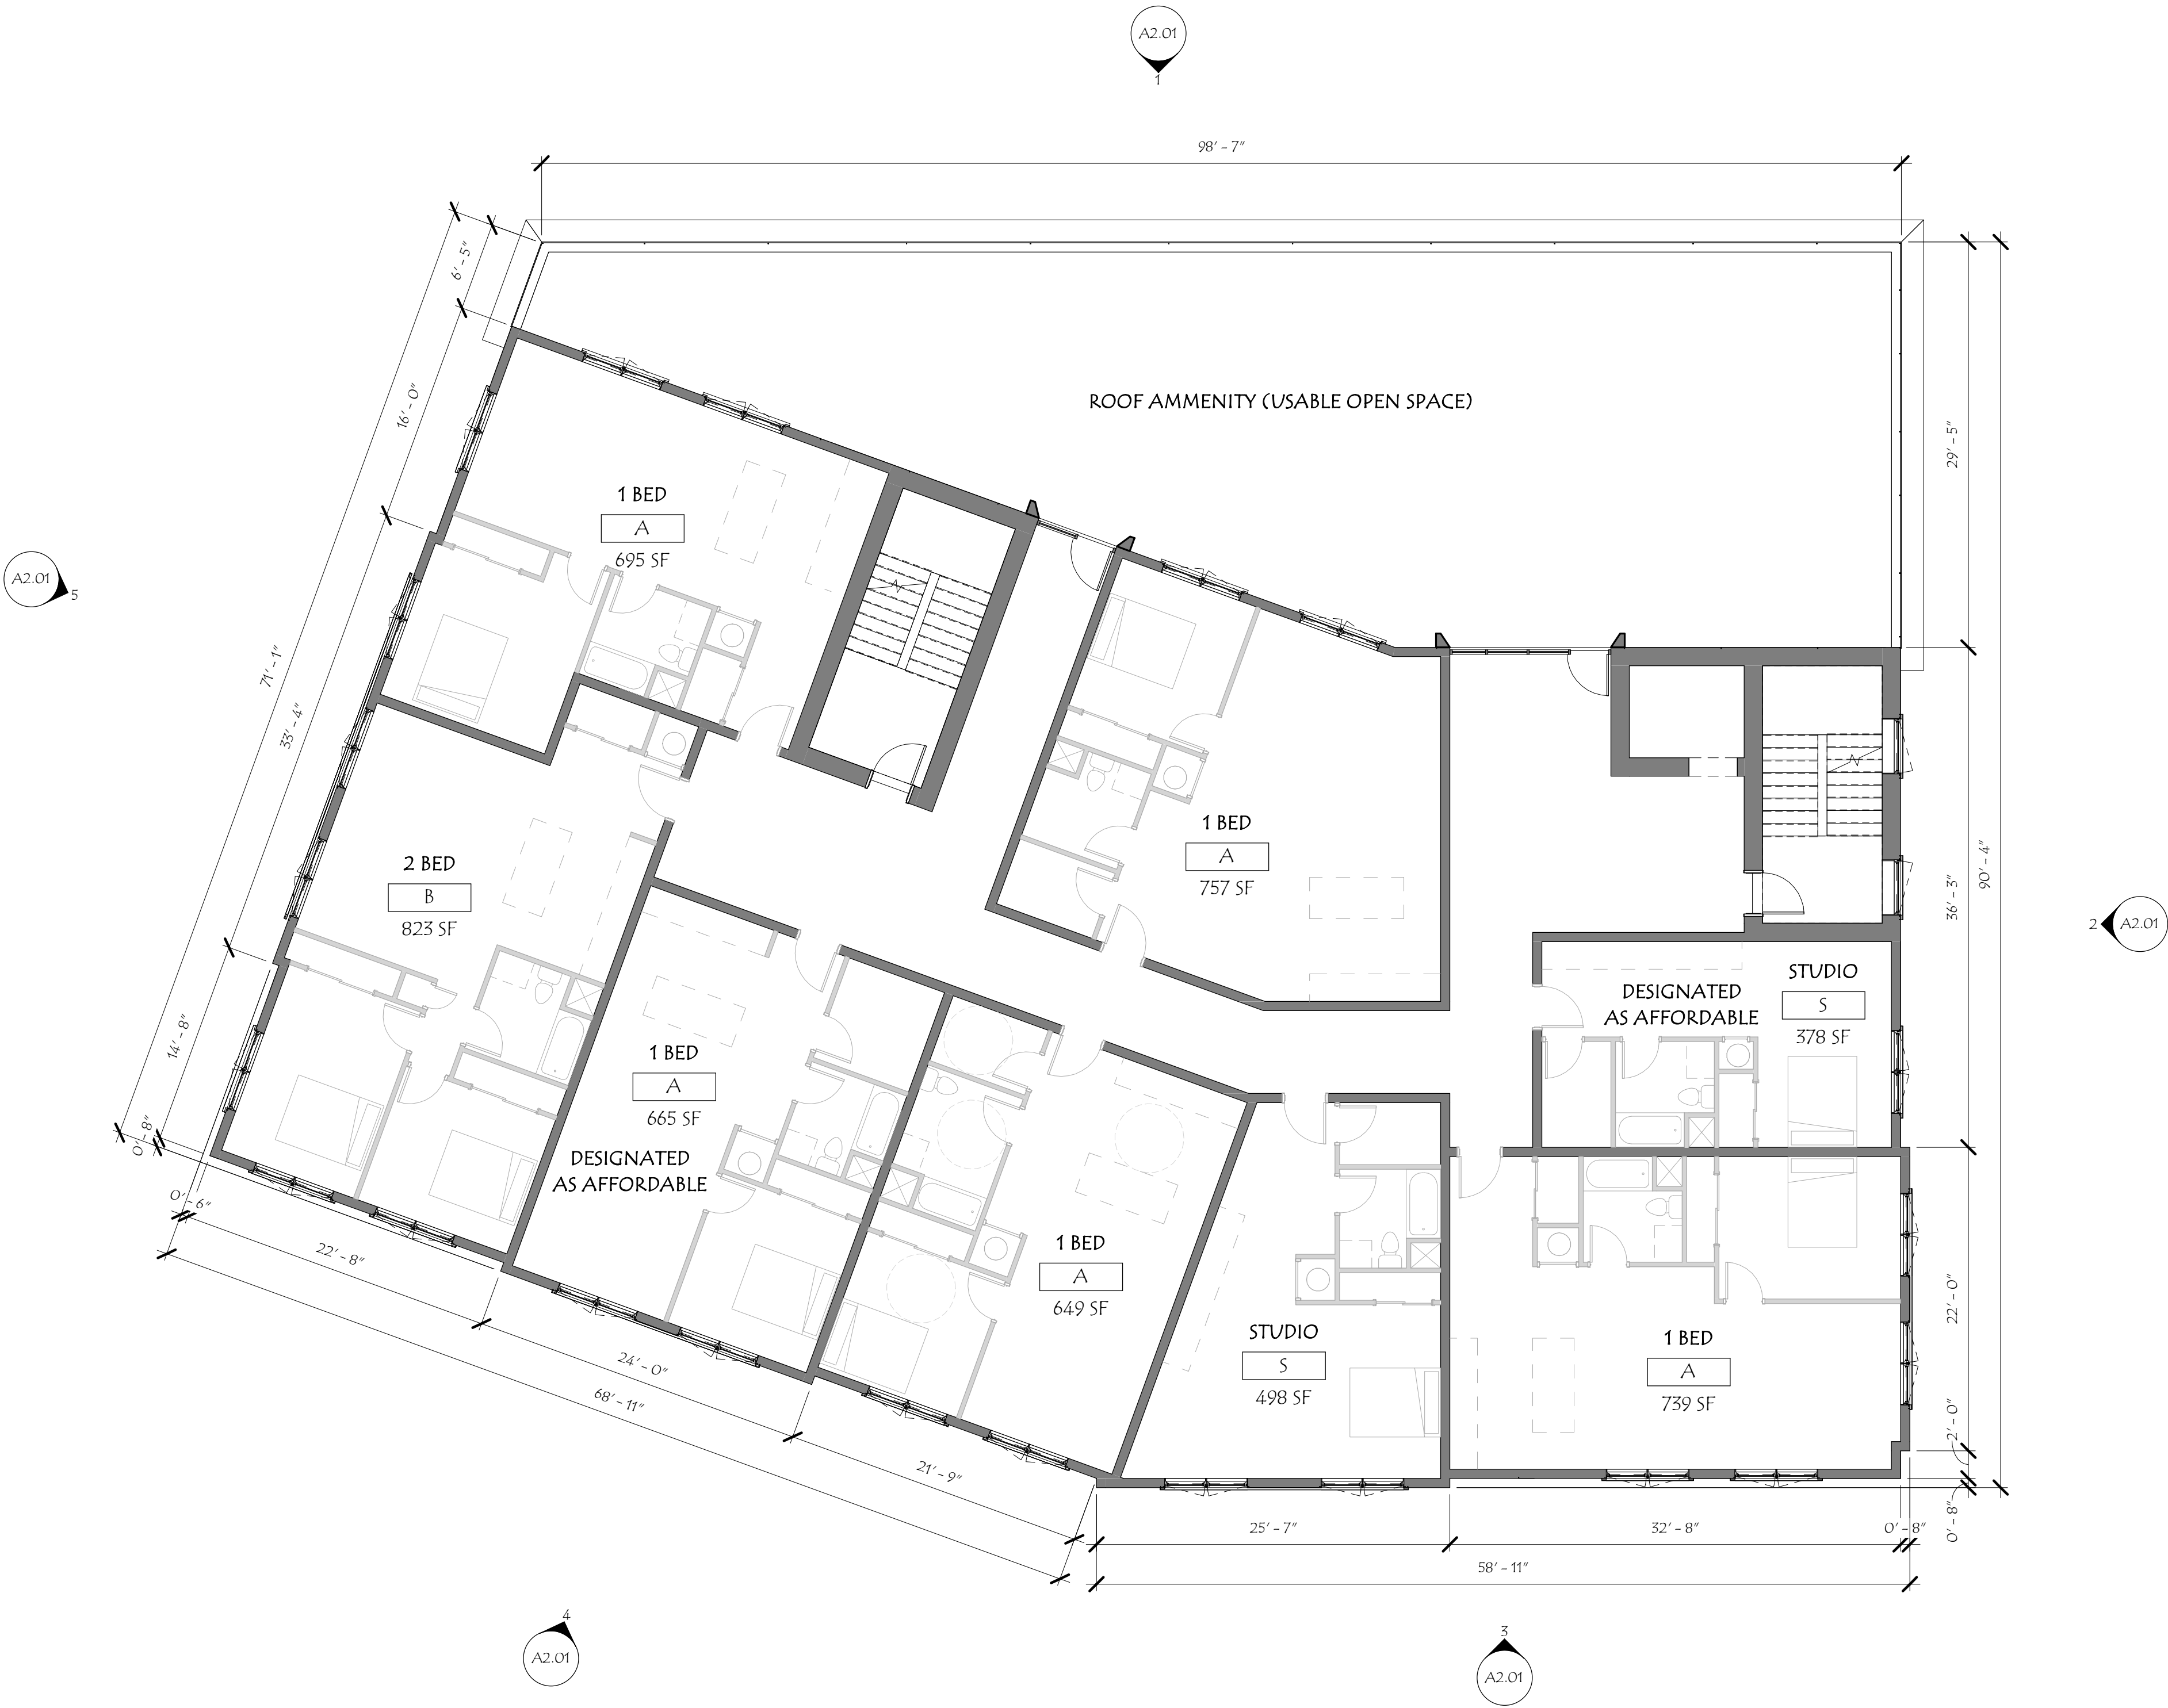 A2.01
1
98' - 7"
6' - 5"
16' - 0"
71' - 1"
33' - 4"
14' - 8"
0' - 8"
A2.01
5
ROOF AMMENITY (USABLE OPEN SPACE)
29' - 5"
36' - 3"
90' - 4"
2
A2.01
1 BED
A
695 SF
1 BED
A
757 SF
2 BED
B
823 SF
STUDIO
S
378 SF
DESIGNATED
AS AFFORDABLE
1 BED
A
665 SF
DESIGNATED
AS AFFORDABLE
1 BED
A
649 SF
STUDIO
S
498 SF
1 BED
A
739 SF
22' - 0"
2' - 0"
0' - 8"
0' - 6"
22' - 8"
24' - 0"
68' - 11"
21' - 9"
25' - 7"
32' - 8"
0' - 8"
58' - 11"
4
A2.01
3
A2.01